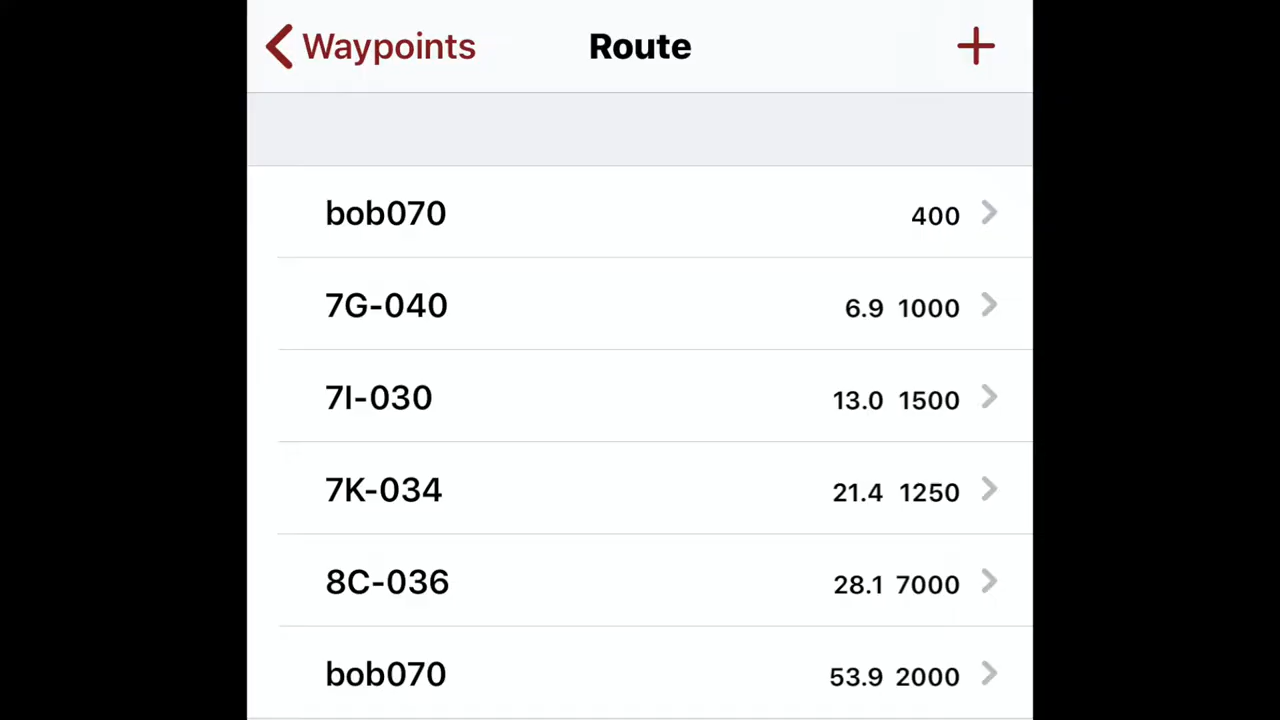 Waypoints Route +
bob070 400
7G-040 6.9 1000
7I-030 13.0 1500
7K-034 21.4 1250
8C-036 28.1 7000
bob070 53.9 2000